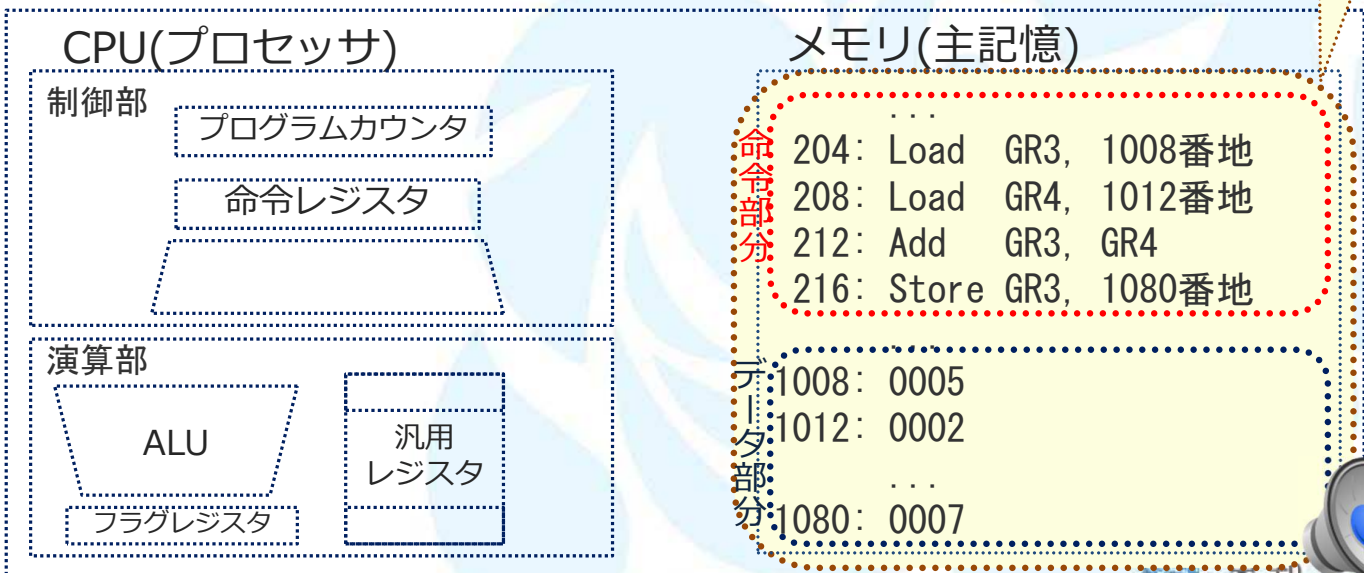 CPU(プロセッサ)
制御部
プログラムカウンタ
命令レジスタ
演算部
ALU
汎用
レジスタ
フラグレジスタ
メモリ(主記憶)
命令部分
...
204: Load GR3, 1008番地
208: Load GR4, 1012番地
212: Add GR3, GR4
216: Store GR3, 1080番地
...
データ部分
1008: 0005
1012: 0002
...
1080: 0007